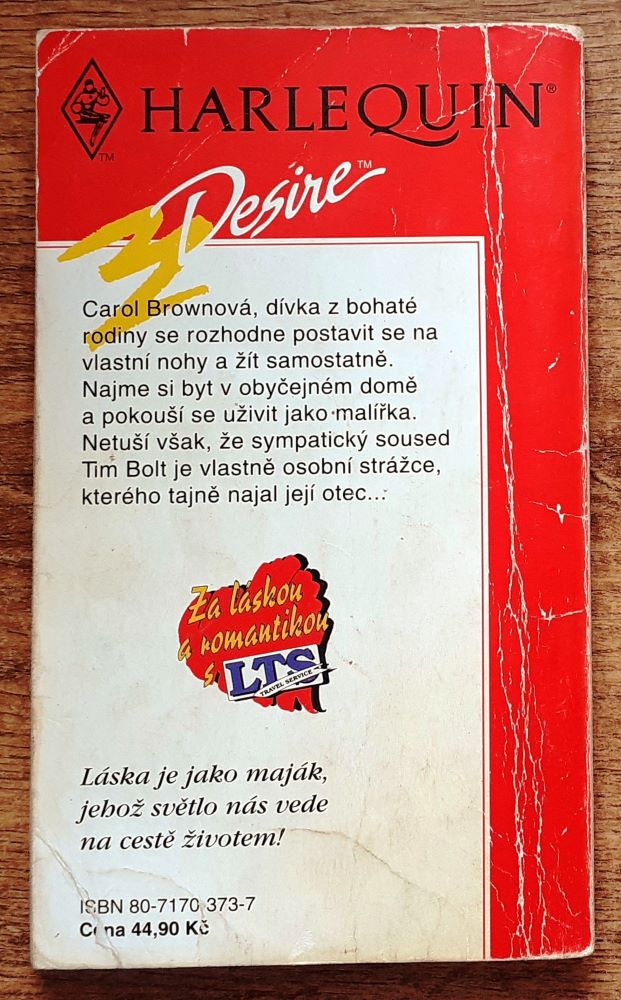 TM
HARLEQUIN®
Desire™
Carol Brownová, dívka z bohaté
rodiny se rozhodne postavit se na
vlastní nohy a žít samostatně.
Najme si byt v obyčejném domě
a pokouší se uživit jako malířka.
Netuší však, že sympatický soused
Tim Bolt je vlastně osobní strážce,
kterého tajně najal její otec...
Za láskou
a romantikou
s LTS
TRAVEL SERVICE
Láska je jako maják,
jehož světlo nás vede
na cestě životem!
ISBN 80-7170 373-7
Cena 44,90 Kč